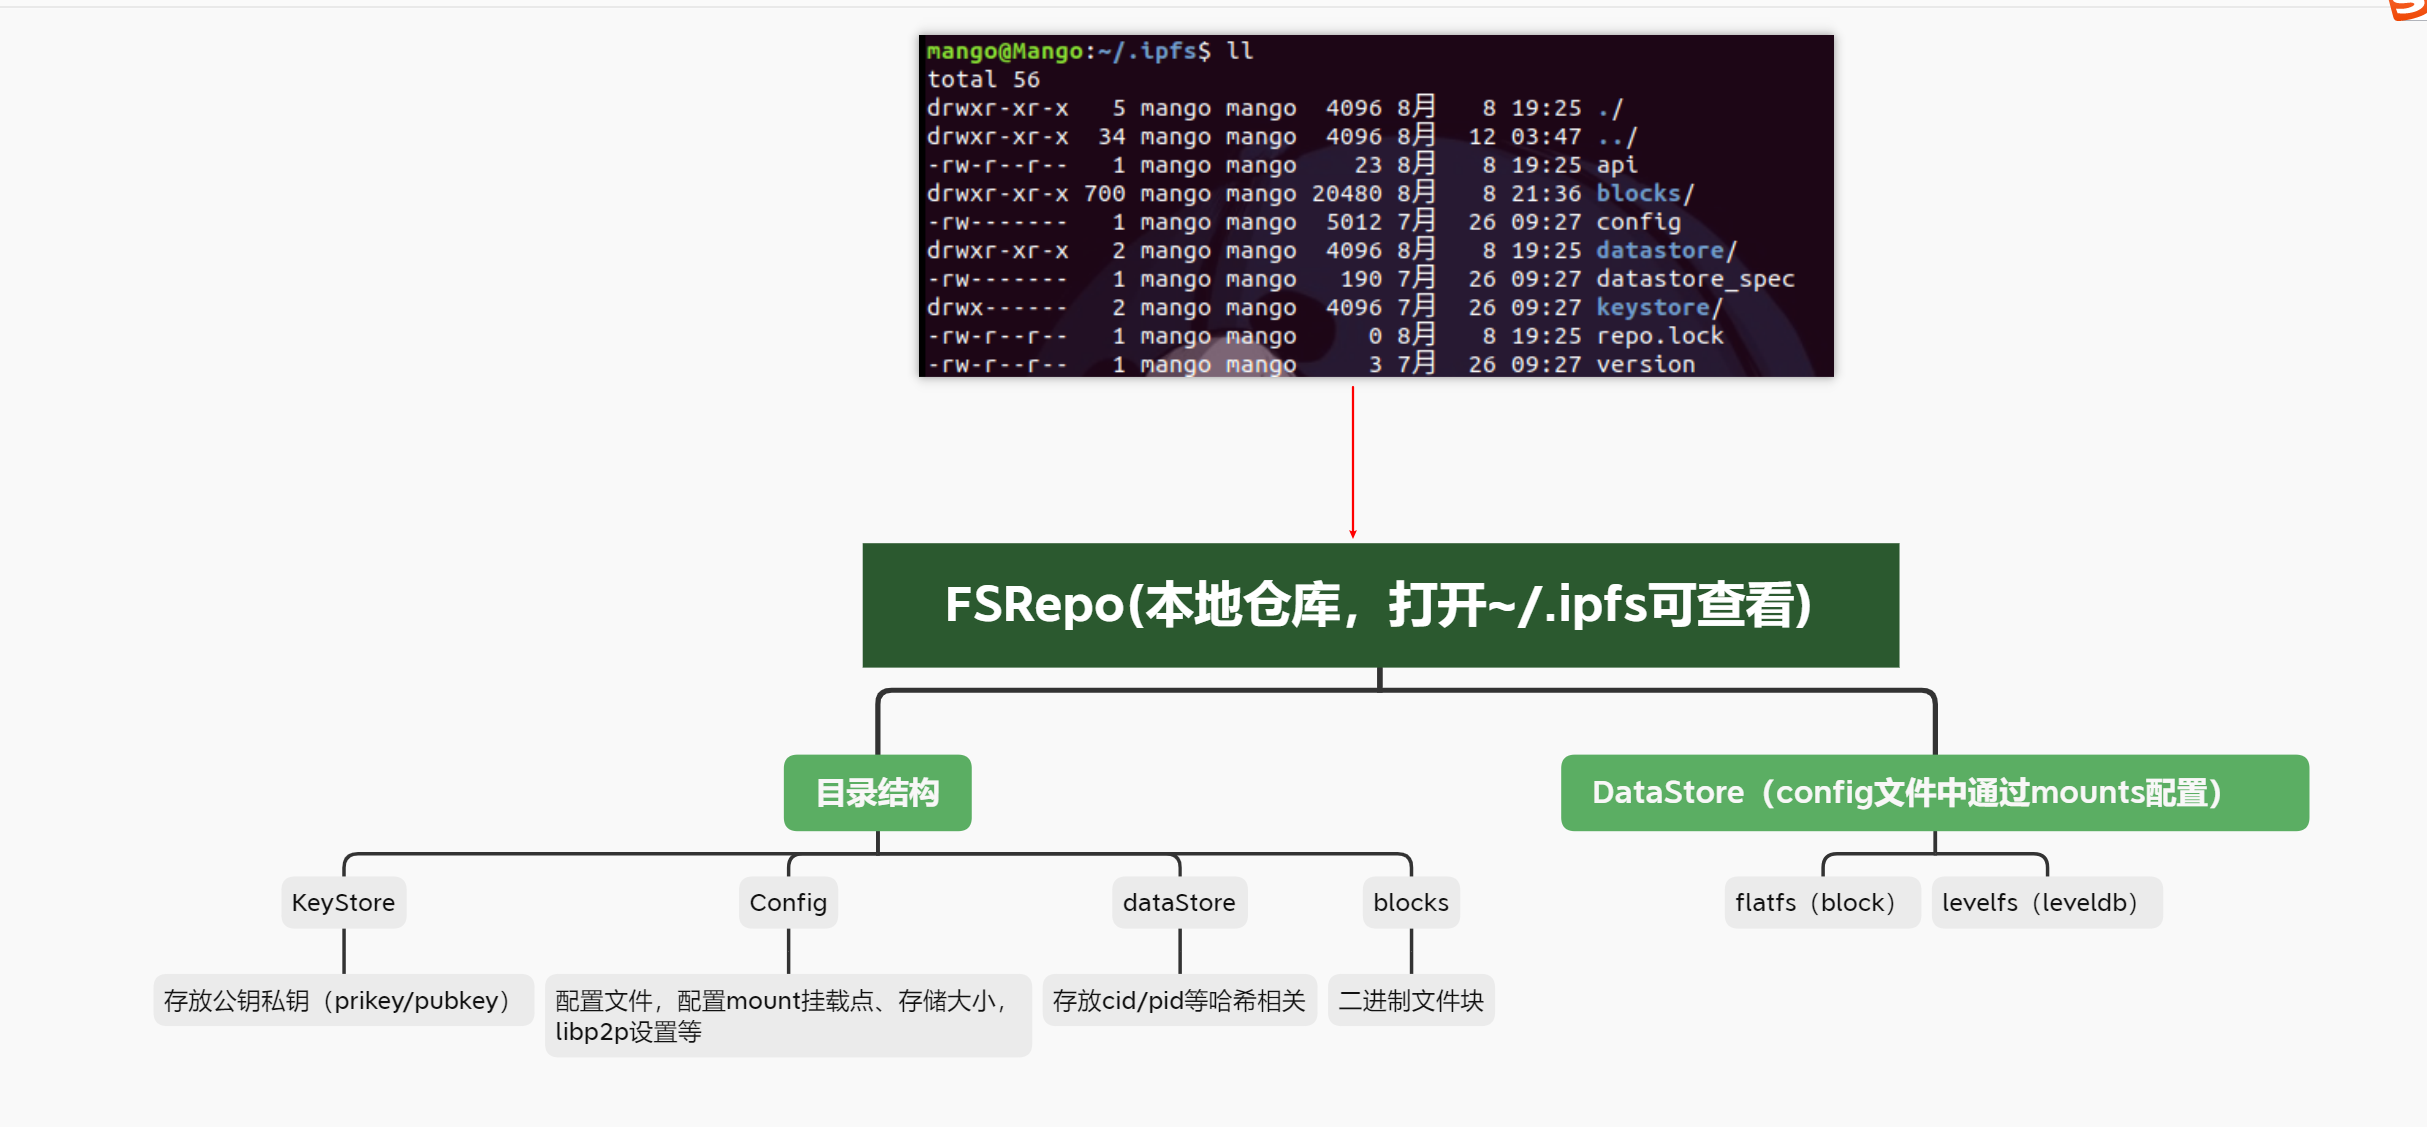 mango@Mango:~/.ipfs$ ll
total 56
drwxr-xr-x   5 mango mango  4096 8月   8 19:25 ./
drwxr-xr-x  34 mango mango  4096 8月  12 03:47 ../
-rw-r--r--   1 mango mango    23 8月   8 19:25 api
drwxr-xr-x 700 mango mango 20480 8月   8 21:36 blocks/
-rw-------   1 mango mango  5012 7月  26 09:27 config
drwxr-xr-x   2 mango mango  4096 8月   8 19:25 datastore/
-rw-------   1 mango mango   190 7月  26 09:27 datastore_spec
drwx------   2 mango mango  4096 7月  26 09:27 keystore/
-rw-r--r--   1 mango mango     0 8月   8 19:25 repo.lock
-rw-r--r--   1 mango mango     3 7月  26 09:27 version
FSRepo(本地仓库，打开~/.ipfs可查看)
目录结构
DataStore（config文件中通过mounts配置）
KeyStore
Config
dataStore
blocks
flatfs（block）
levelfs（leveldb）
存放公钥私钥（prikey/pubkey）
配置文件，配置mount挂载点、存储大小，
libp2p设置等
存放cid/pid等哈希相关
二进制文件块